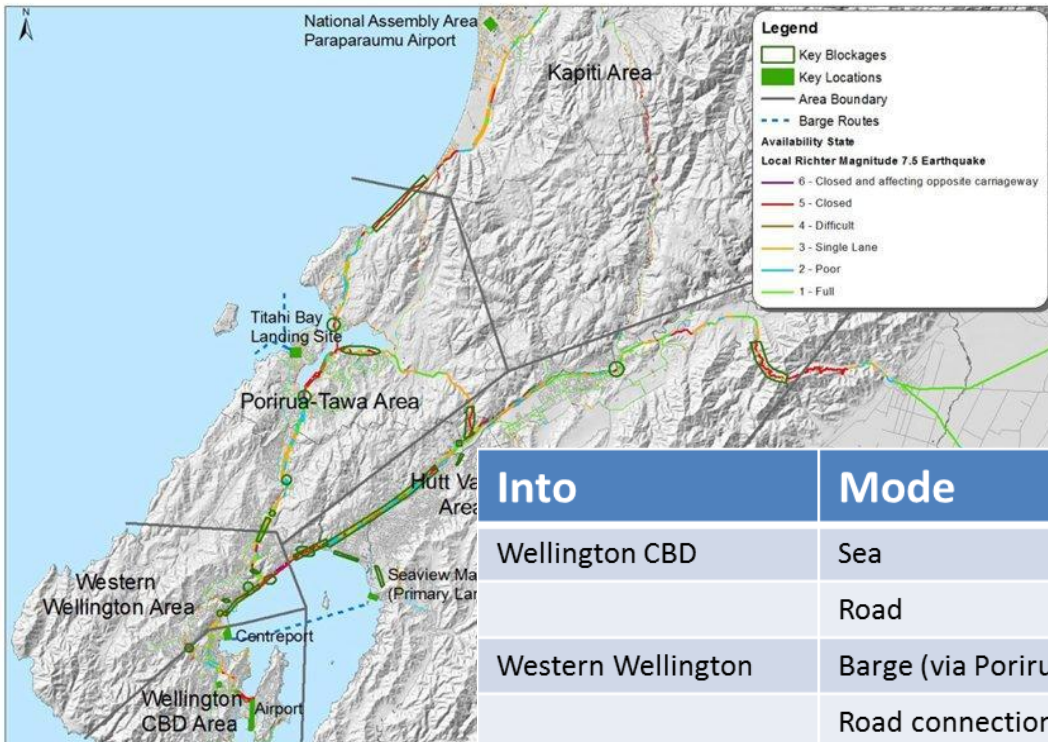 N
National Assembly Area
Paraparaumu Airport
Kapiti Area
Legend
Key Blockages
Key Locations
Area Boundary
Barge Routes
Availability State
Local Richter Magnitude 7.5 Earthquake
6 - Closed and affecting opposite carriageway
5 - Closed
4 - Difficult
3 - Single Lane
2 - Poor
1 - Full
Titahi Bay
Landing Site
Porirua-Tawa Area
Hutt Va
Area
Western
Wellington Area
Seaview Ma
(Primary Lan
Centreport
Wellington
CBD Area
Airport
Into Mode
Wellington CBD Sea
Road
Western Wellington Barge (via Poriru
Road connection